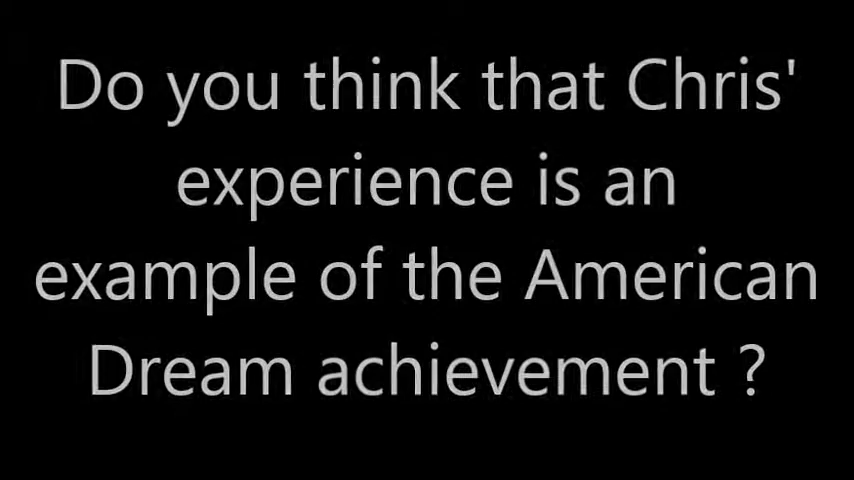 Do you think that Chris'
experience is an
example of the American
Dream achievement ?